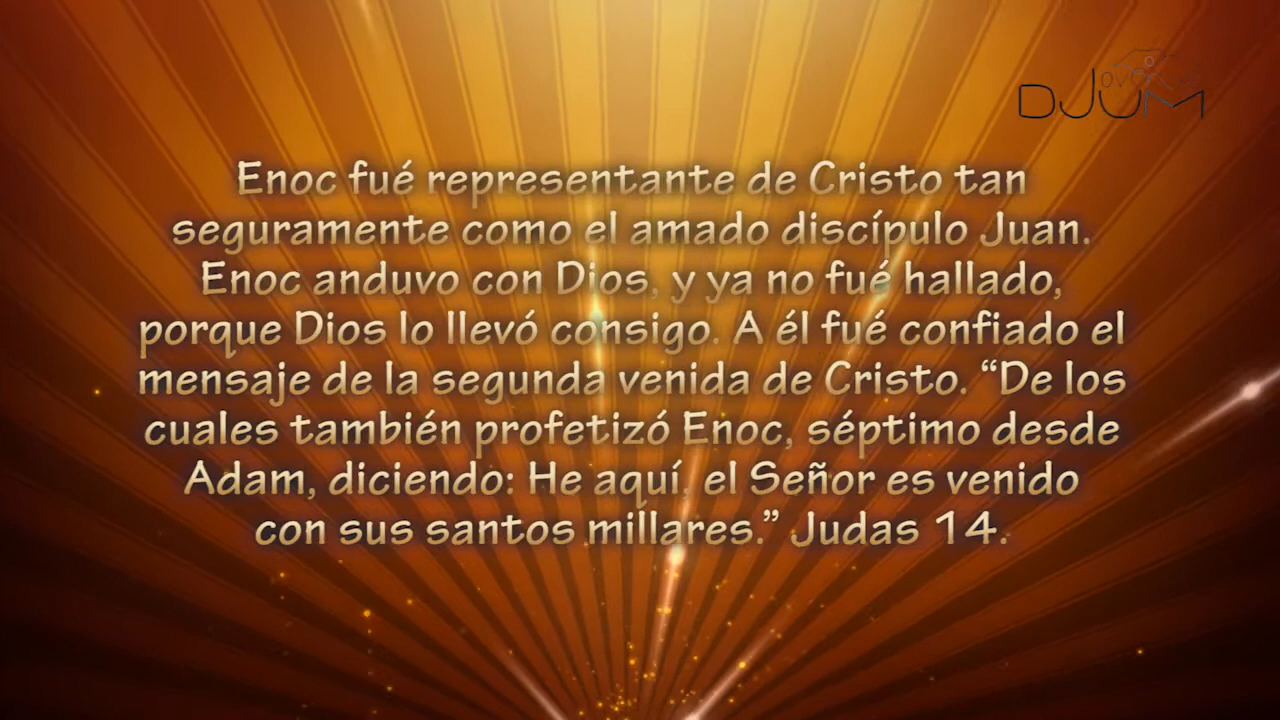 DJUM
Joven
Enoc fué representante de Cristo tan
seguramente como el amado discípulo Juan.
Enoc anduvo con Dios, y ya no fué hallado,
porque Dios lo llevó consigo. A él fué confiado el
mensaje de la segunda venida de Cristo. “De los
cuales también profetizó Enoc, séptimo desde
Adam, diciendo: He aquí, el Señor es venido
con sus santos millares.” Judas 14.